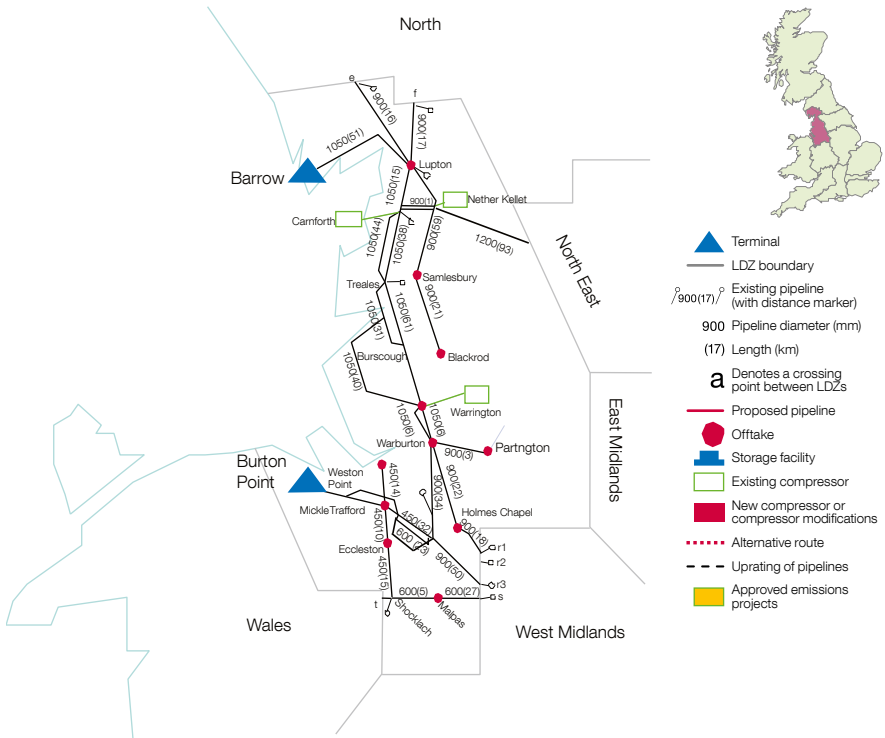 North
e
900(16)
f
900(17)
1050(51)
Lupton
Barrow
1050(15)
900(1)
Nether Kellet
Carnforth
1050(44)
1050(38)
900(59)
1200(93)
North East
Treales
Samlesbury
1050(61)
900(21)
1050(31)
Burscough
Blackrod
1050(40)
Warrington
1050(6)
1050(6)
Warburton
900(3)
Partngton
East Midlands
Burton
Point
Weston
Point
450(14)
900(34)
900(22)
Mickle Trafford
Holmes Chapel
450(32)
450(10)
600 (23)
900(18)
Eccleston
900(50)
r1
r2
450(15)
r3
600(5)
600(27)
s
t
Shocklach
Malpas
Wales
West Midlands
Terminal
LDZ boundary
900(17)
Existing pipeline
(with distance marker)
900
Pipeline diameter (mm)
(17)
Length (km)
a
Denotes a crossing
point between LDZs
Proposed pipeline
Offtake
Storage facility
Existing compressor
New compressor or
compressor modifications
Alternative route
Uprating of pipelines
Approved emissions
projects